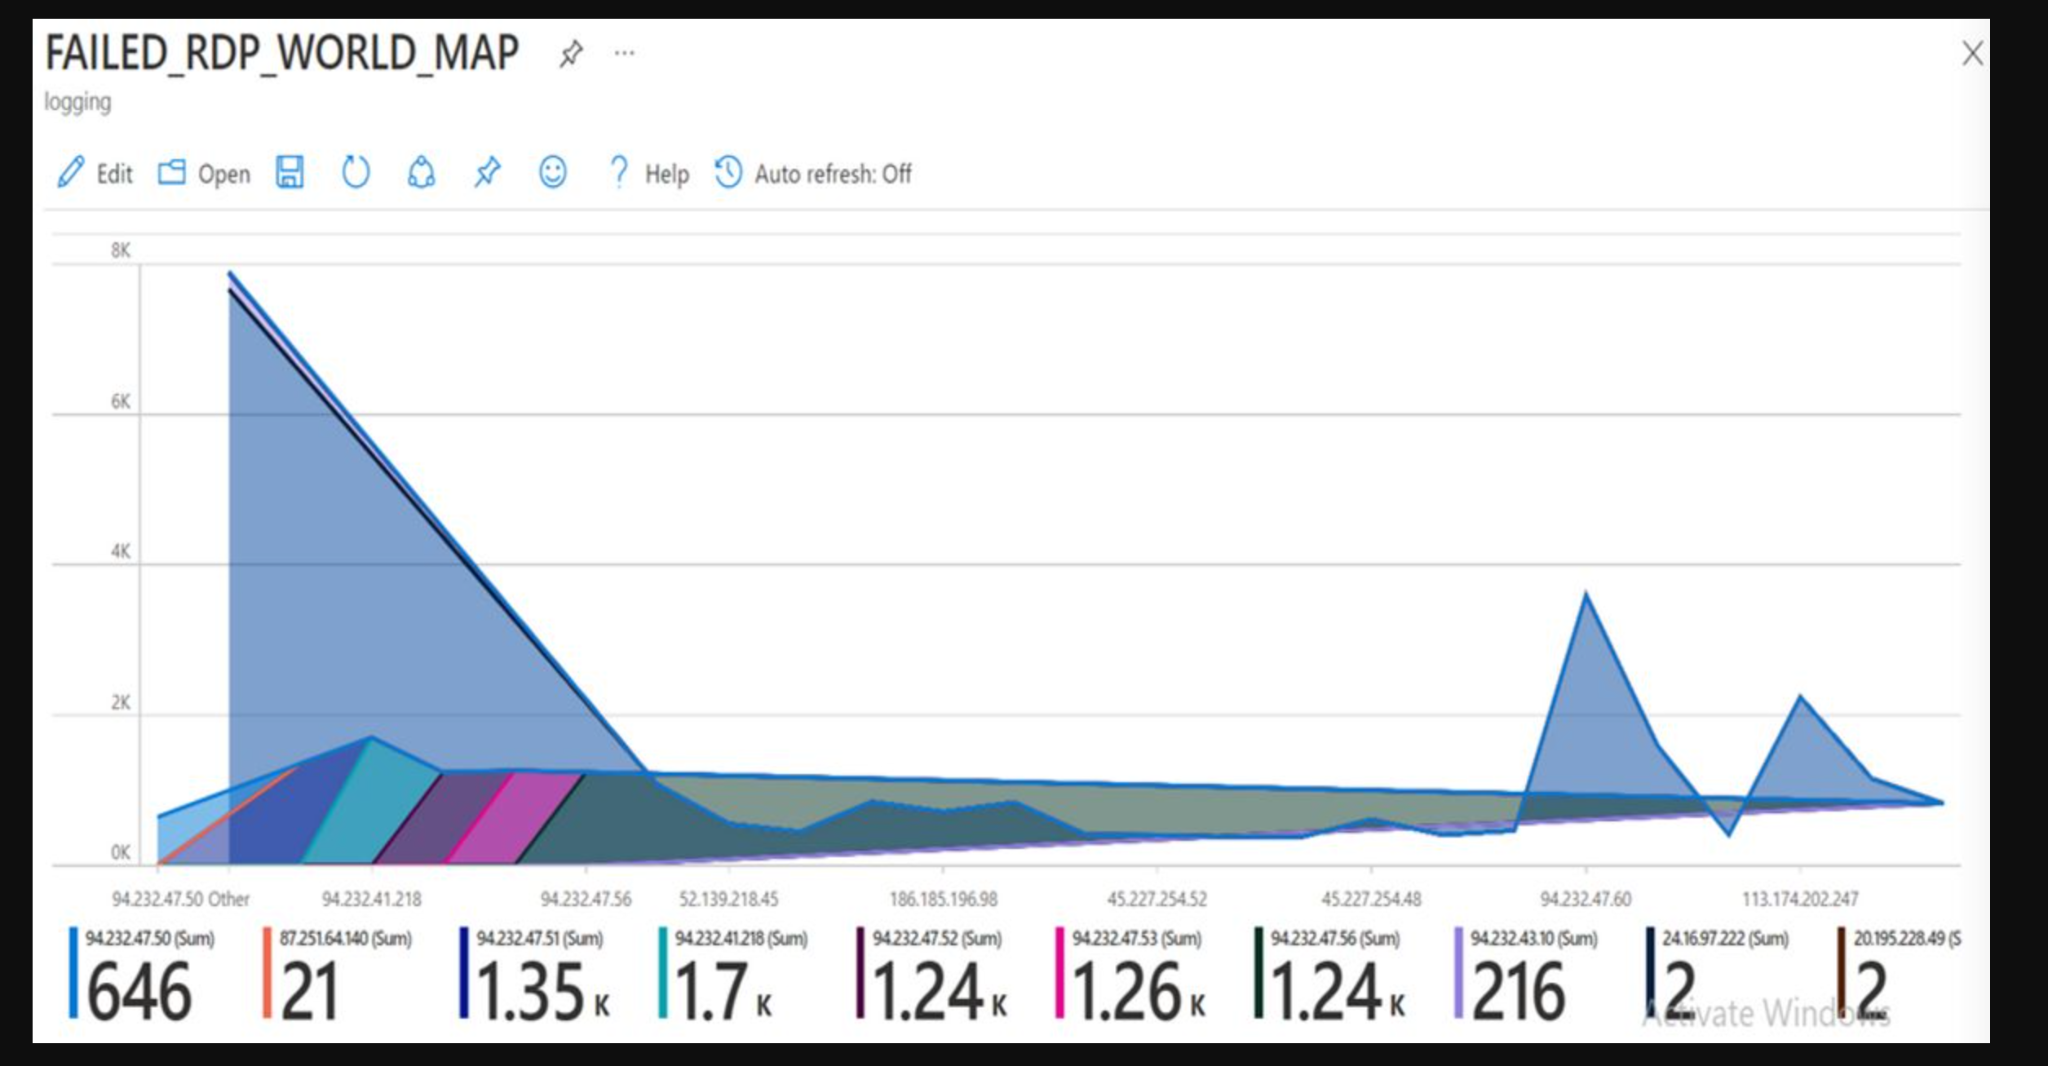 FAILED_RDP_WORLD_MAP ...
logging
X
Edit Open ? Help Auto refresh: Off
8K
6K
4K
2K
0K
94.232.47.50 Other 94.232.41.218 94.232.47.56 52.139.218.45 186.185.196.98 45.227.254.52 45.227.254.48 94.232.47.60 113.174.202.247
94.232.47.50 (Sum) 87.251.64.140 (Sum) 94.232.47.51 (Sum) 94.232.41.218 (Sum) 94.232.47.52 (Sum) 94.232.47.53 (Sum) 94.232.47.56 (Sum) 94.232.43.10 (Sum) 24.16.97.222 (Sum) 20.195.228.49 (S
646 21 1.35 K 1.7 K 1.24 K 1.26 K 1.24 K 216 2 2
Activate Windows